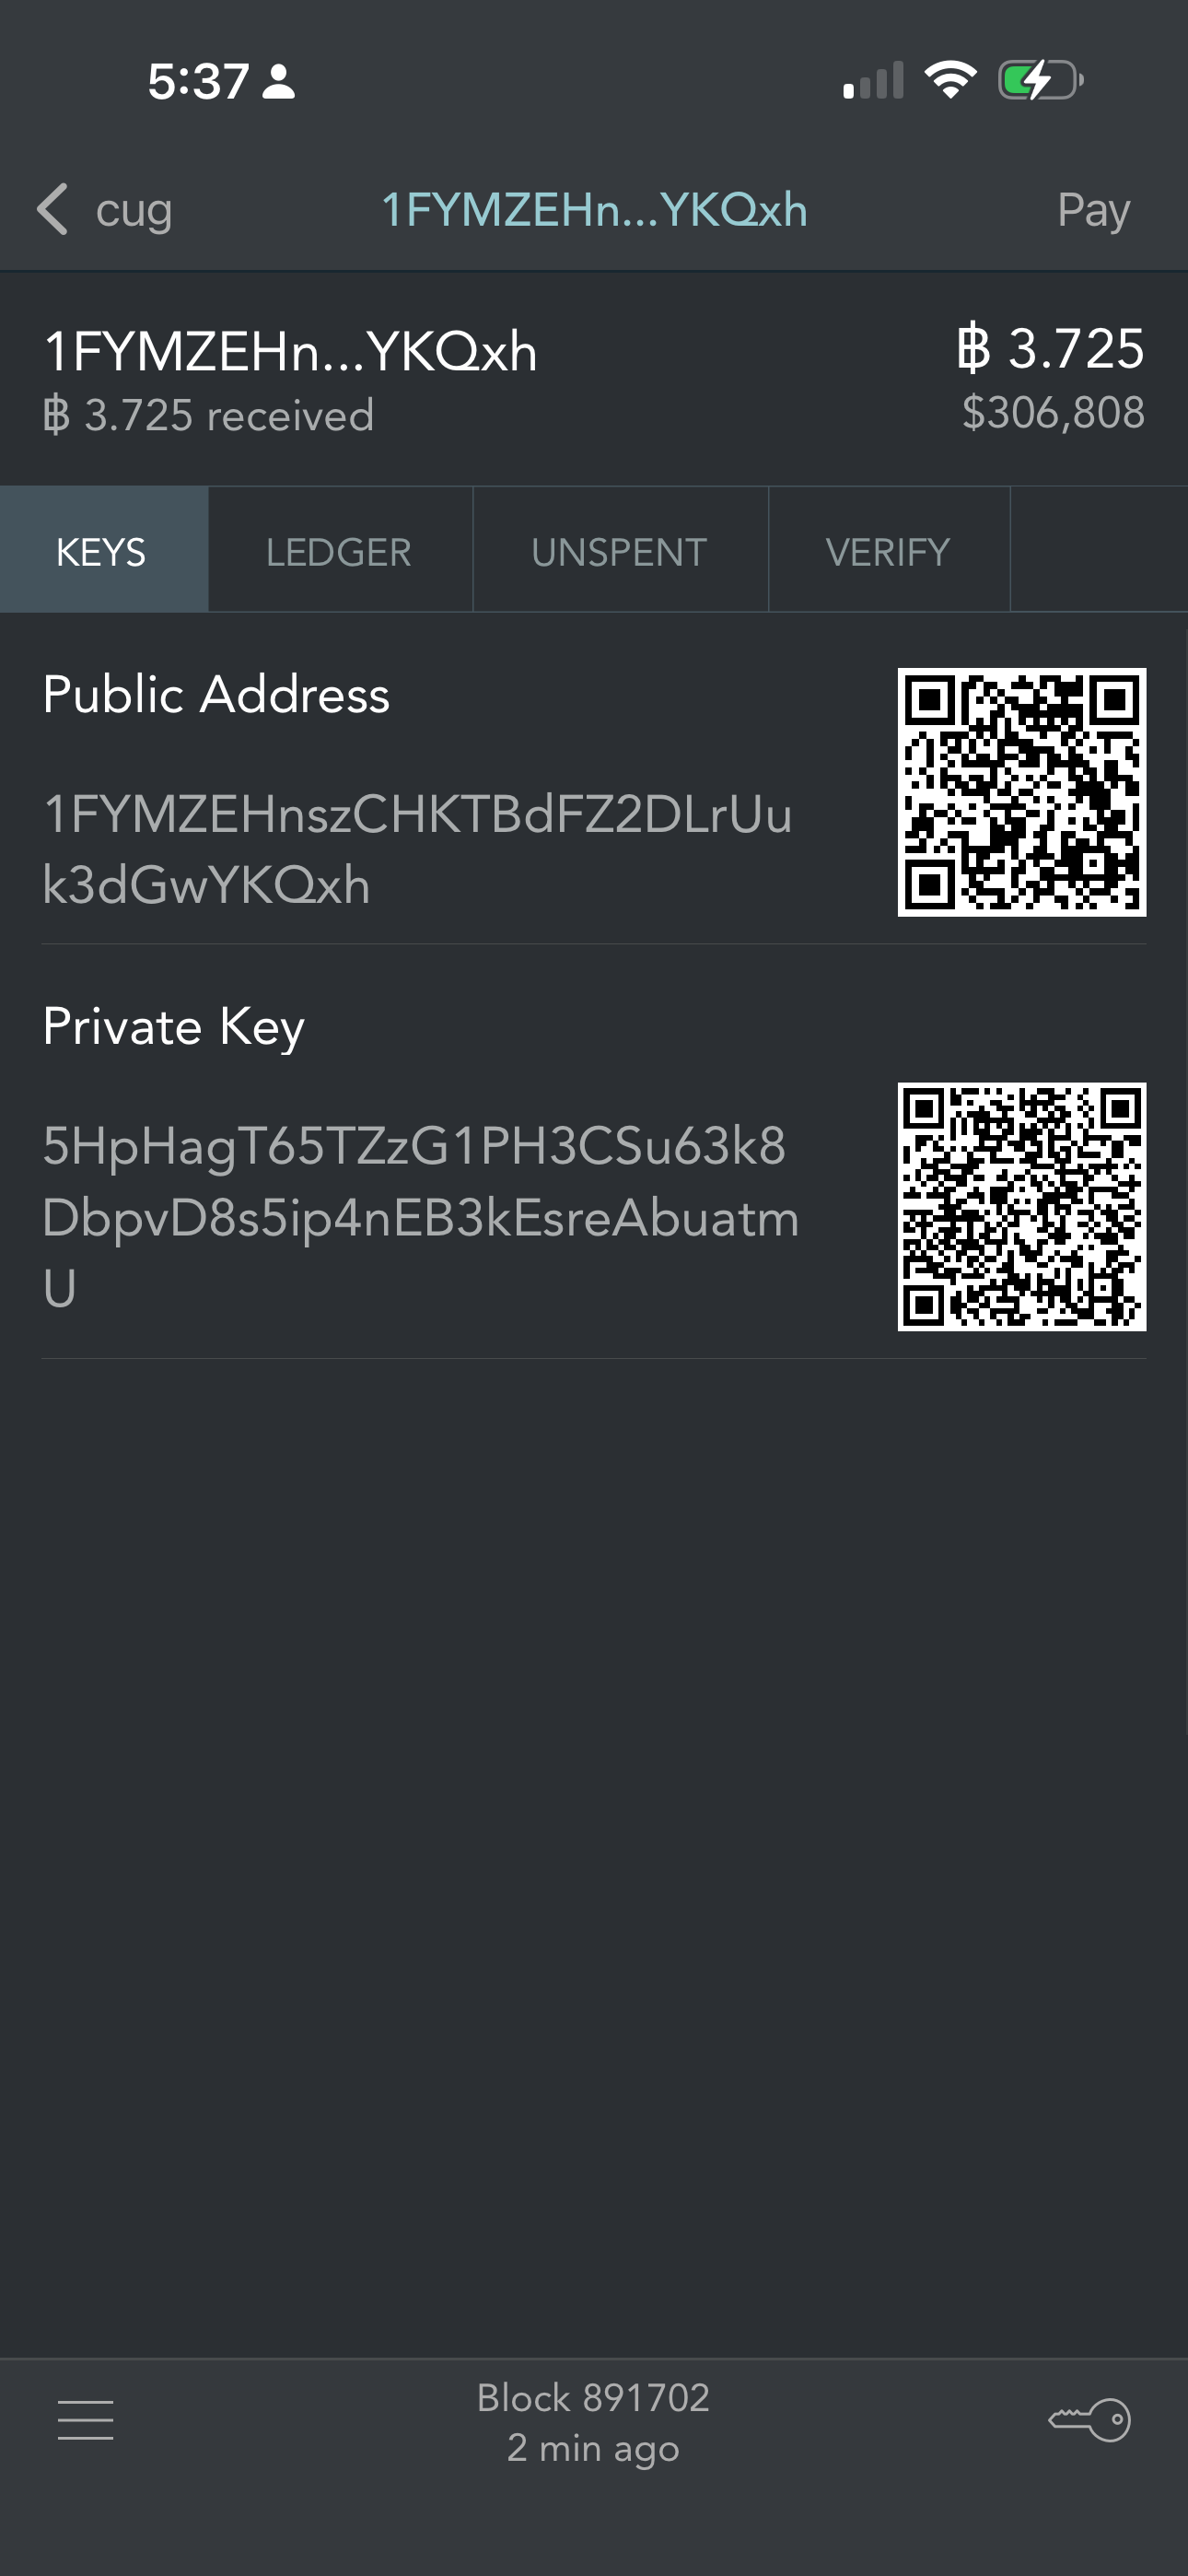 5:37
cug
1FYMZEHn...YKQxh
Pay
1FYMZEHn...YKQxh
฿ 3.725
฿ 3.725 received
$306,808
KEYS
LEDGER
UNSPENT
VERIFY
Public Address
1FYMZEHnszCHKTBdFZ2DLrUu
k3dGwYKQxh
Private Key
5HpHagT65TZzG1PH3CSu63k8
DbpvD8s5ip4nEB3kEsreAbuatm
U
Block 891702
2 min ago